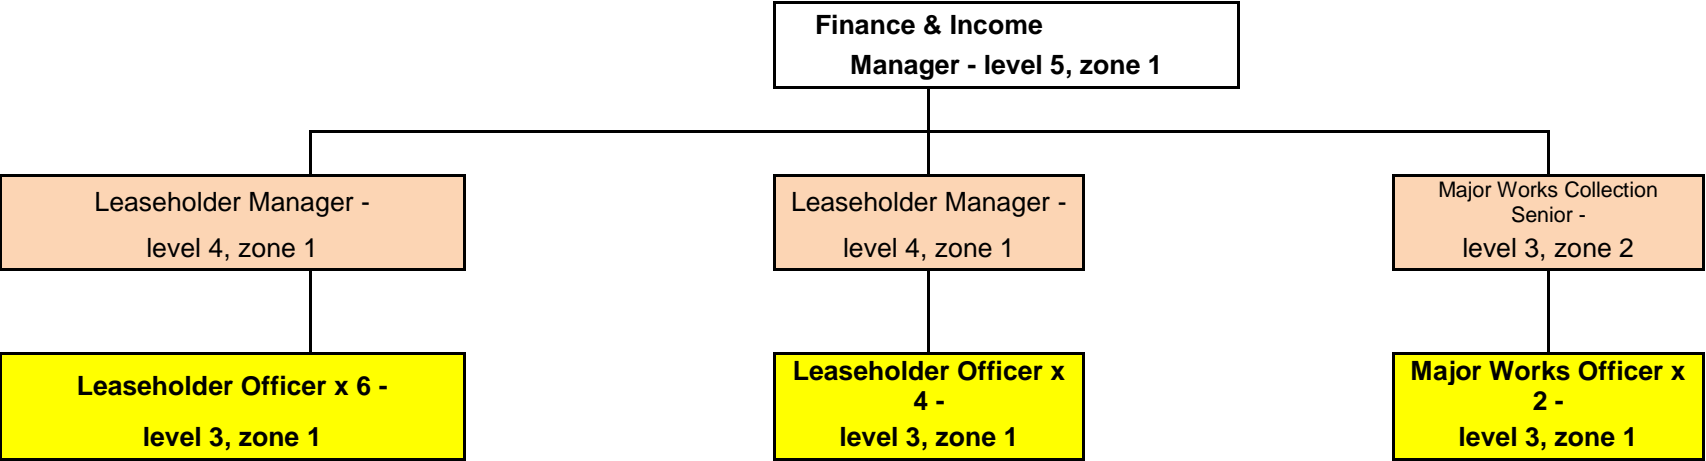 Finance & Income
Manager - level 5, zone 1
Leaseholder Manager -
level 4, zone 1
Leaseholder Manager -
level 4, zone 1
Major Works Collection
Senior -
level 3, zone 2
Leaseholder Officer x 6 -
level 3, zone 1
Leaseholder Officer x
4 -
level 3, zone 1
Major Works Officer x
2 -
level 3, zone 1